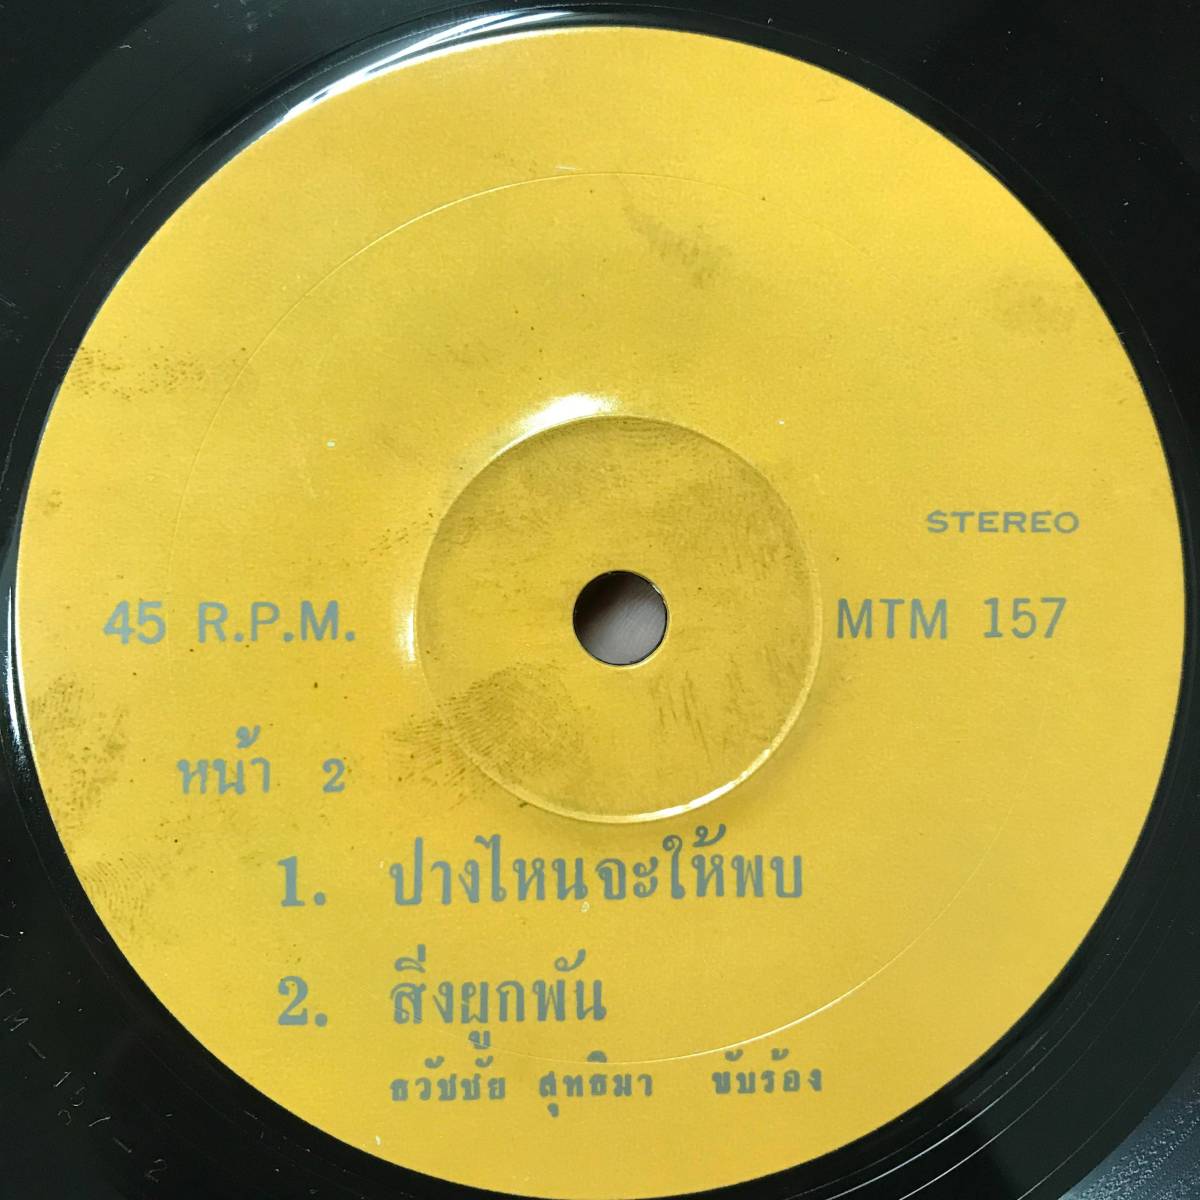 STEREO
45 R.P.M. MTM 157
หน้า 2
1. ปางไหนจะให้พบ
2. สิ่งผูกพัน
ธวัชชัย สุทธิมา ขับร้อง